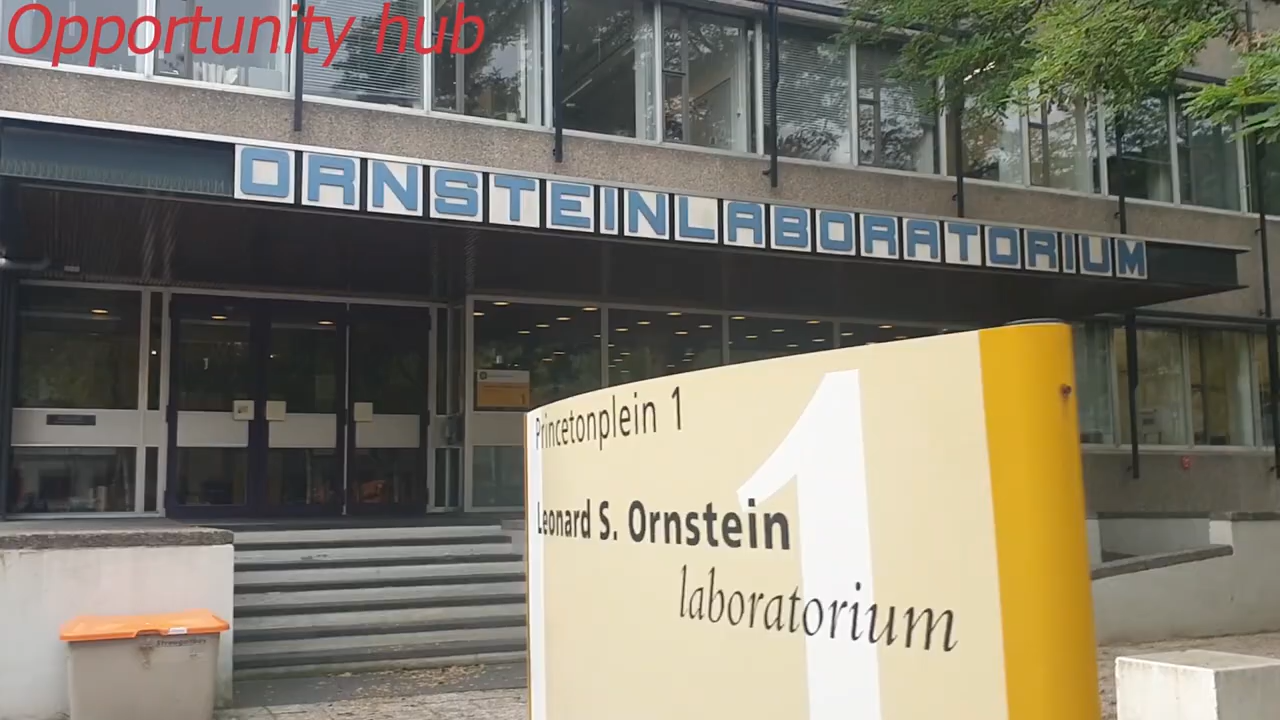 Opportunity hub
ORNSTEINLABORATORIUM
Princetonplein 1
1
Leonard S. Ornstein
laboratorium